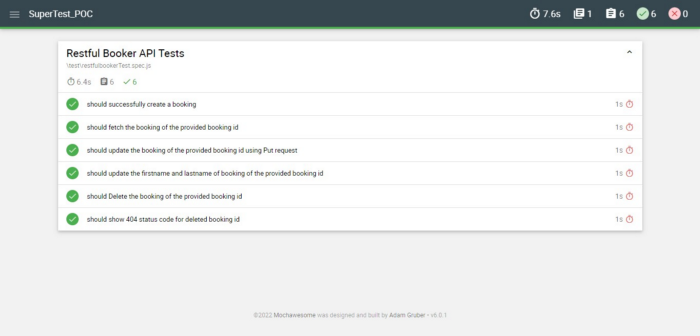 SuperTest_POC 7.6s 1 6 6 0
Restful Booker API Tests
\test\restfulbookerTest.spec.js
6.4s 6 6
should successfully create a booking 1s
should fetch the booking of the provided booking id 1s
should update the booking of the provided booking id using Put request 1s
should update the firstname and lastname of booking of the provided booking id 1s
should Delete the booking of the provided booking id 1s
should show 404 status code for deleted booking id 1s
©2022 Mochawesome was designed and built by Adam Gruber • v6.0.1